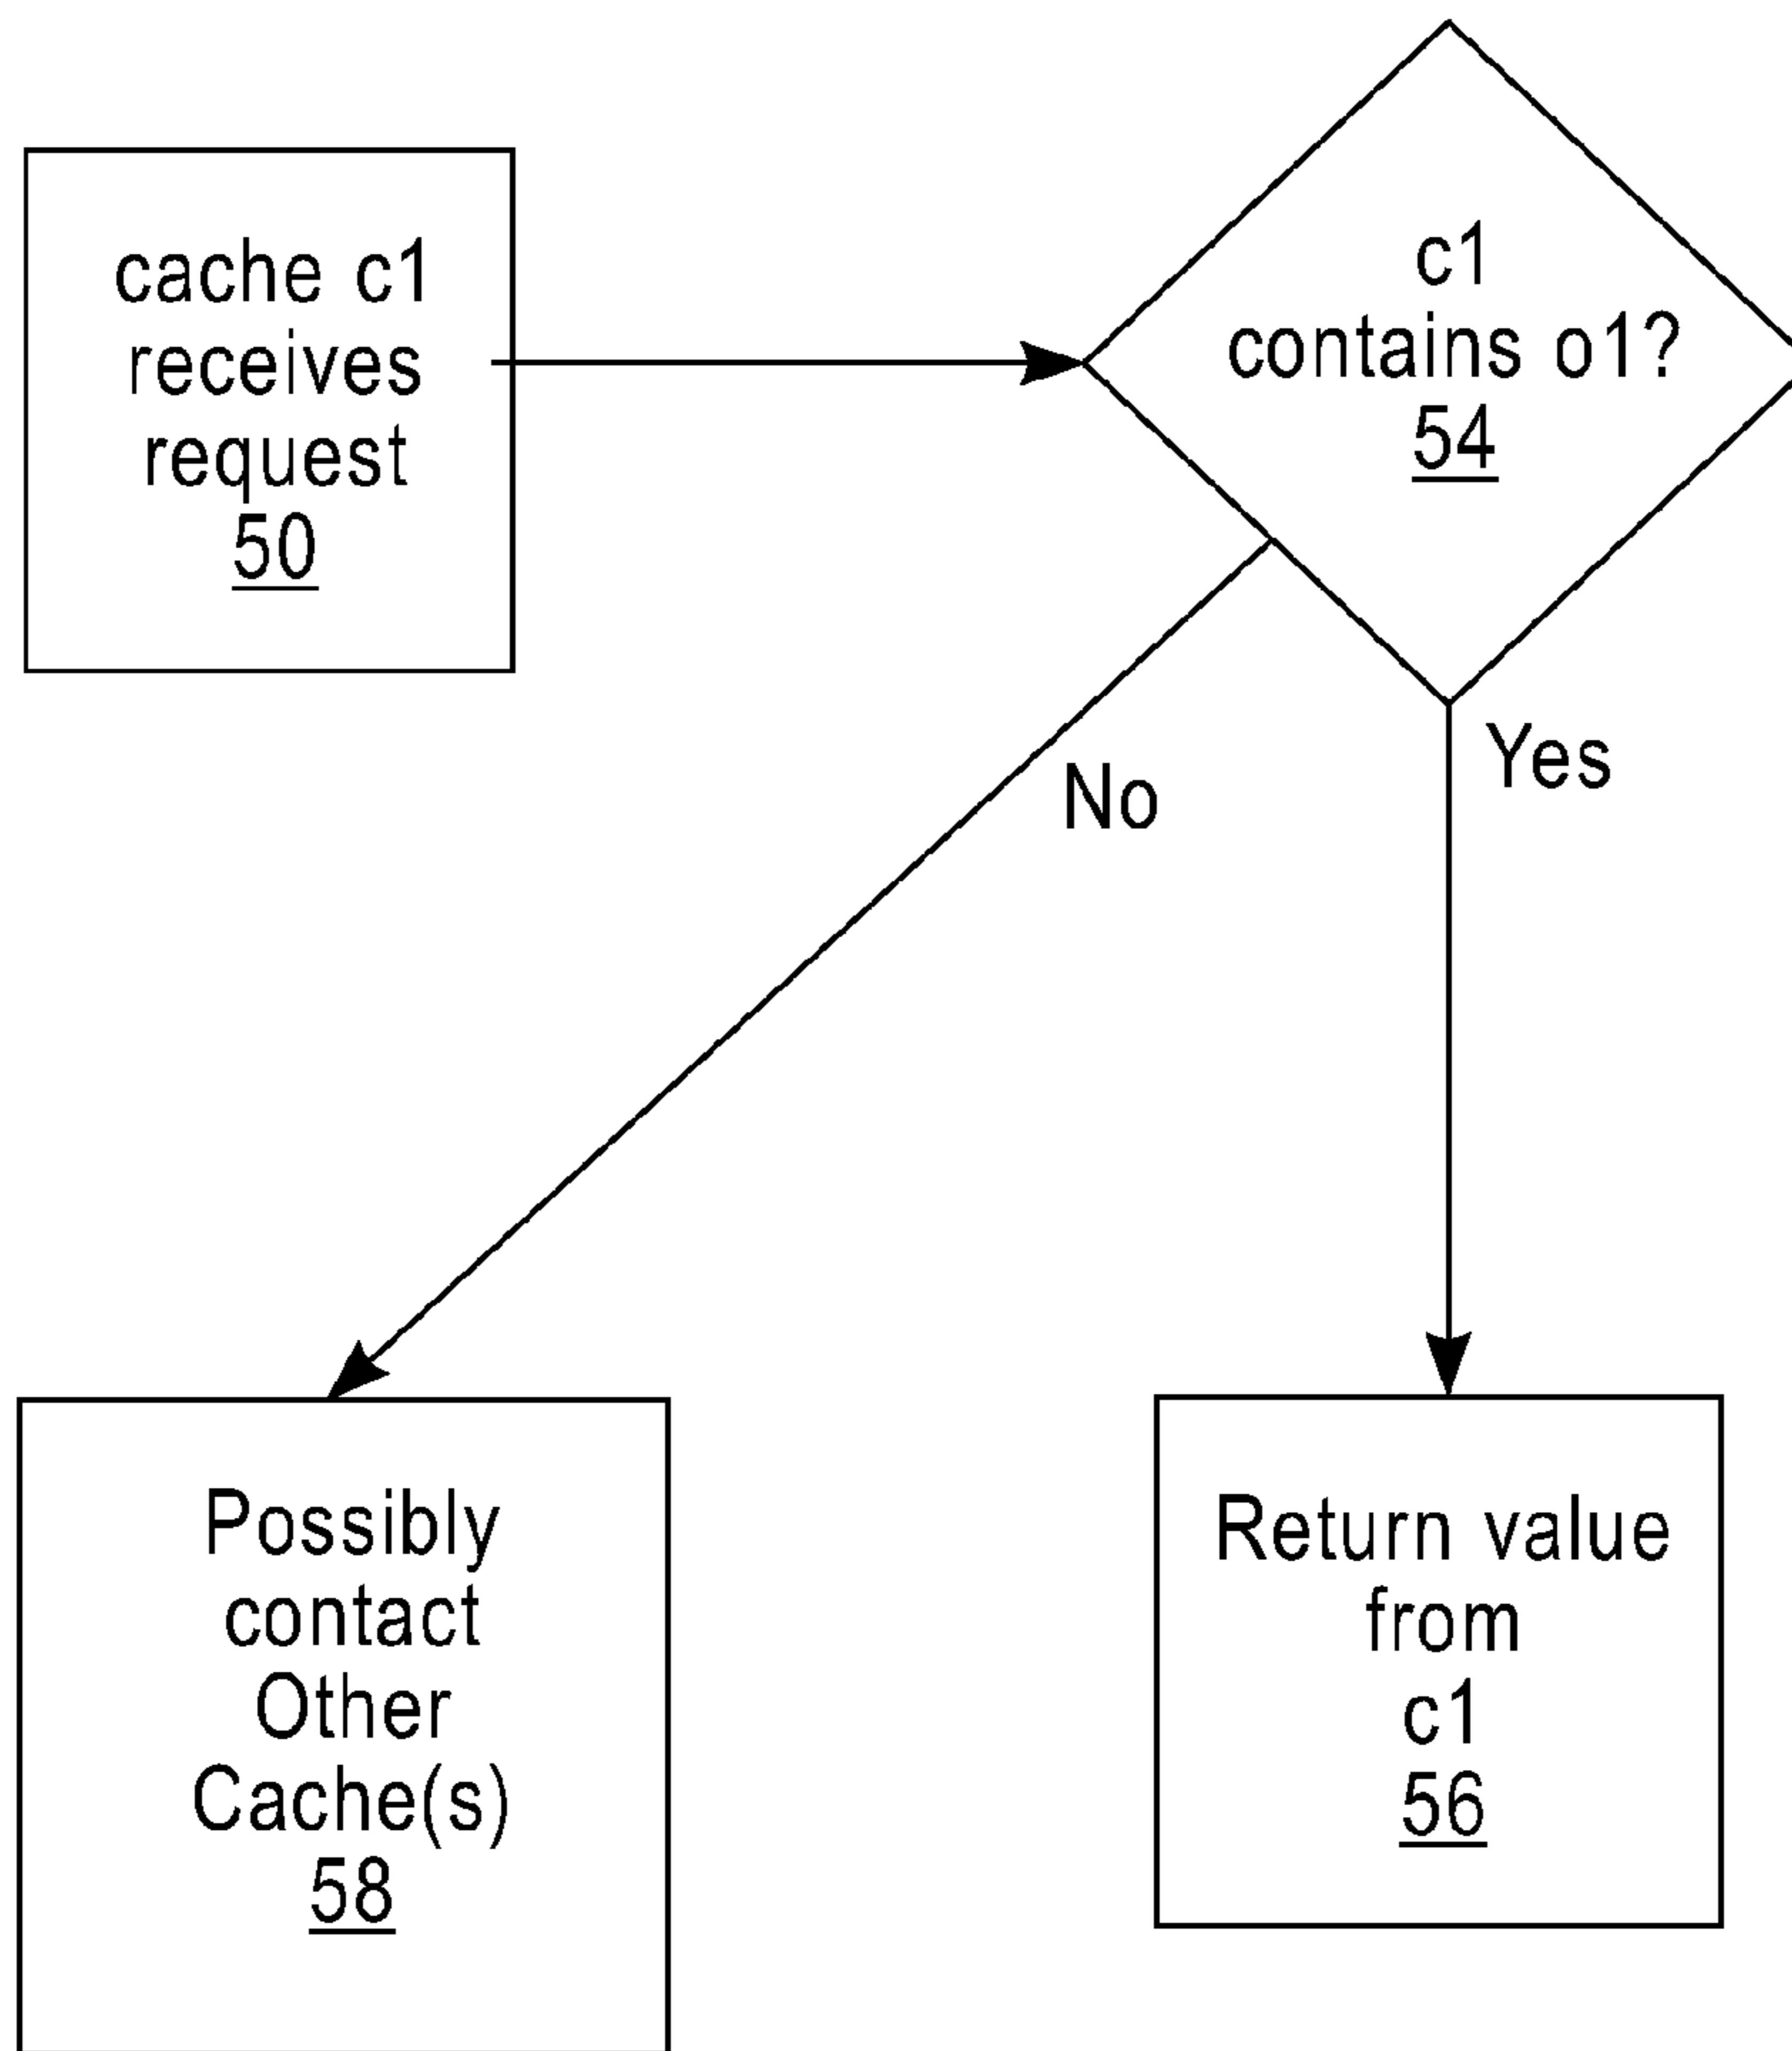 cache c1
receives
request
50
c1
contains o1?
54
No
Yes
Possibly
contact
Other
Cache(s)
58
Return value
from
c1
56